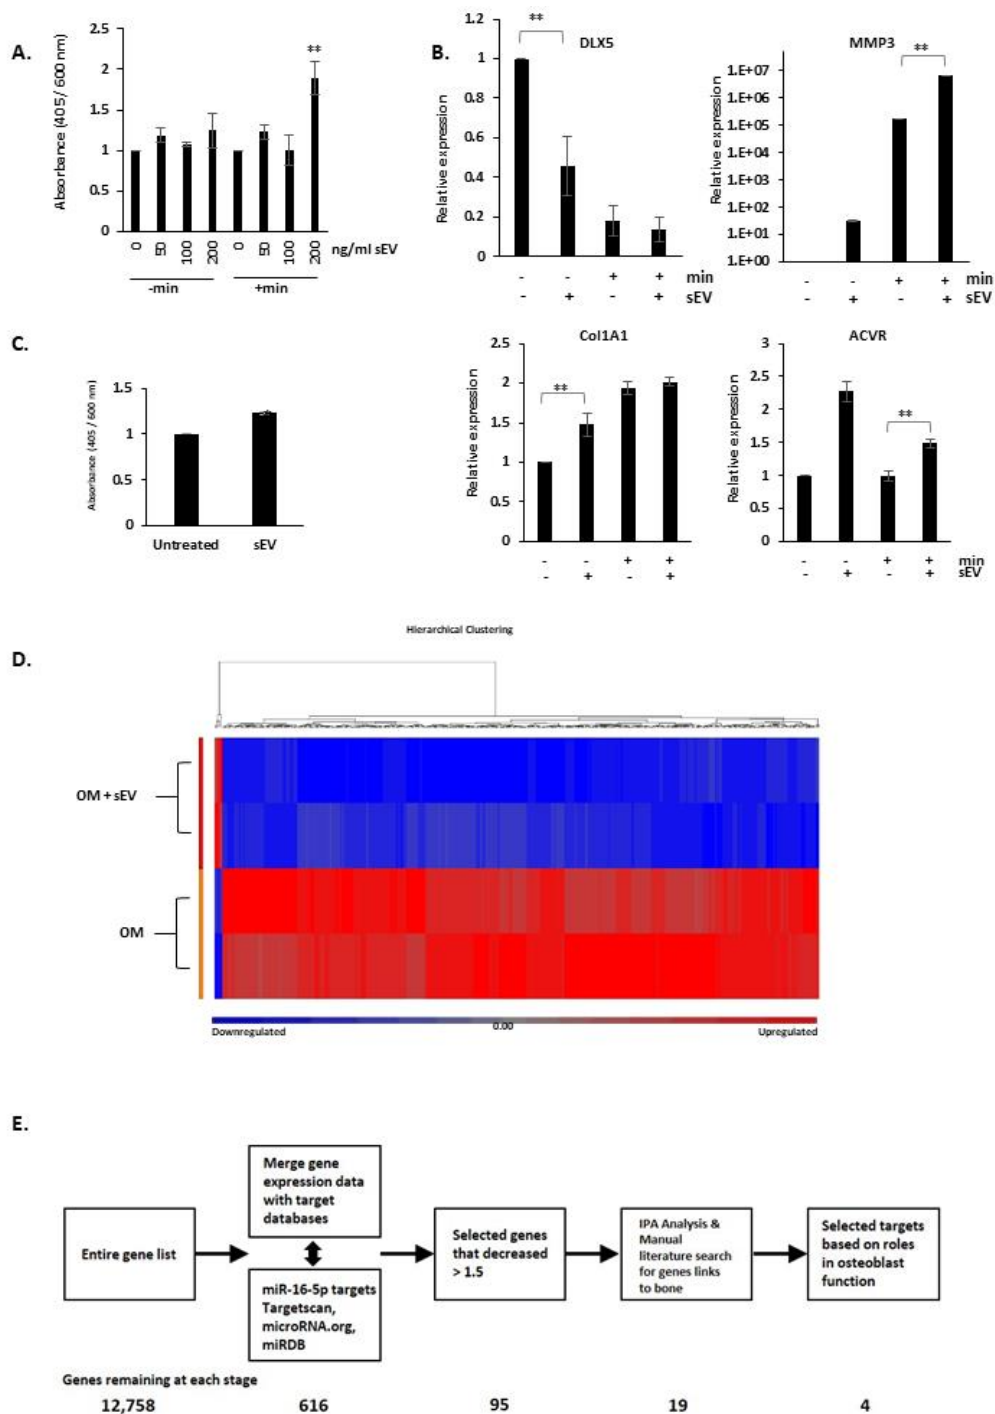 A.
Absorbance (405/ 600 nm)
2.5
2
1.5
1
0.5
0
**
0 50 100 200 0 50 100 200 ng/ml sEV
-min +min
B.
DLX5
Relative expression
1.2
1
0.8
0.6
0.4
0.2
0
**
- - + + min
- + - + sEV
MMP3
Relative expression
1.E+07
1.E+06
1.E+05
1.E+04
1.E+03
1.E+02
1.E+01
1.E+00
**
- - + + min
- + - + sEV
C.
Absorbance (405 / 600 nm)
1.5
1
0.5
0
Untreated sEV
Col1A1
Relative expression
2.5
2
1.5
1
0.5
0
**
- - + +
- + - +
ACVR
Relative expression
3
2.5
2
1.5
1
0.5
0
**
- - + + min
- + - + sEV
D.
Hierarchical Clustering
OM + sEV
OM
Downregulated 0.00 Upregulated
E.
Entire gene list
Merge gene
expression data
with target
databases
miR-16-5p targets
Targetscan,
microRNA.org,
miRDB
Selected genes
that decreased
> 1.5
IPA Analysis &
Manual
literature search
for genes links
to bone
Selected targets
based on roles
in osteoblast
function
Genes remaining at each stage
12,758 616 95 19 4